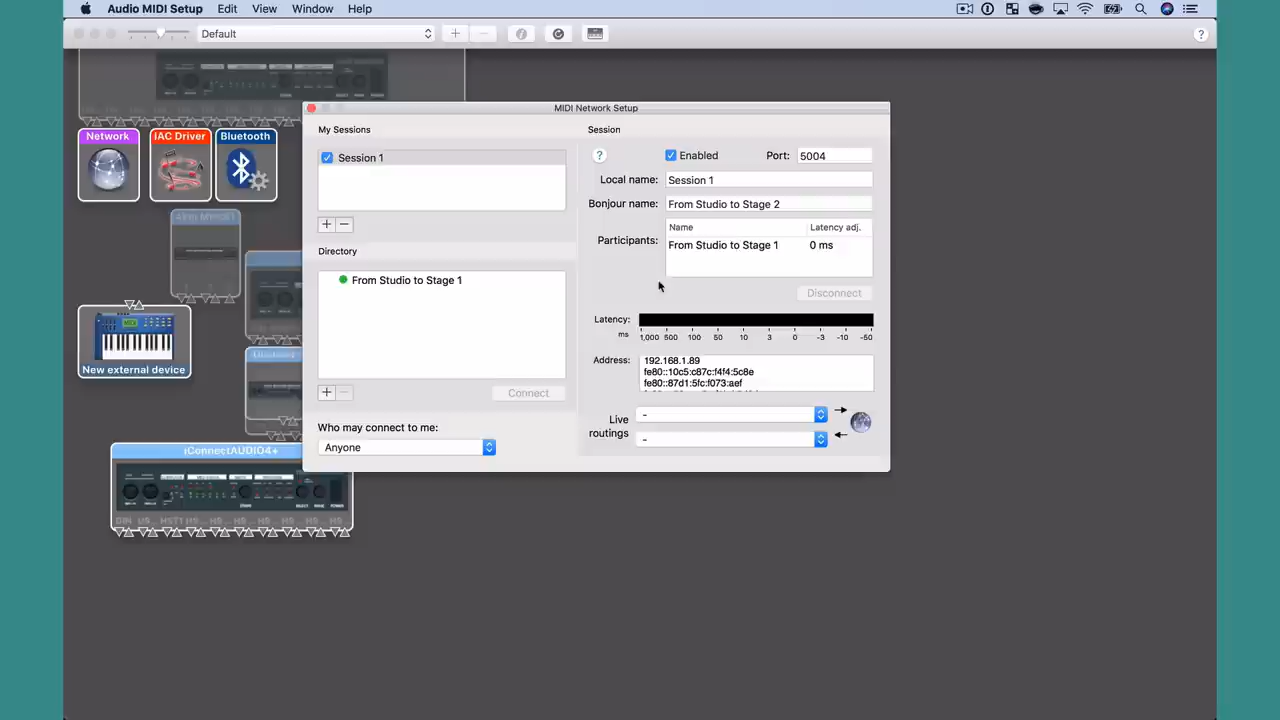 Audio MIDI Setup Edit View Window Help
Default
?
MIDI Network Setup
My Sessions
Session 1
Directory
From Studio to Stage 1
Connect
Who may connect to me:
Anyone
Session
? Enabled Port: 5004
Local name: Session 1
Bonjour name: From Studio to Stage 2
Participants:
Name Latency adj.
From Studio to Stage 1 0 ms
Disconnect
Latency:
ms 1,000 500 100 50 10 3 0 -3 -10 -50
Address: 192.168.1.89
fe80::10c5:c87c:f4f4:5c8e
fe80::87d1:5fc:f073:aef
Live
routings
-
-
Network
IAC Driver
Bluetooth
MIDI
New external device
iConnectAUDIO4+